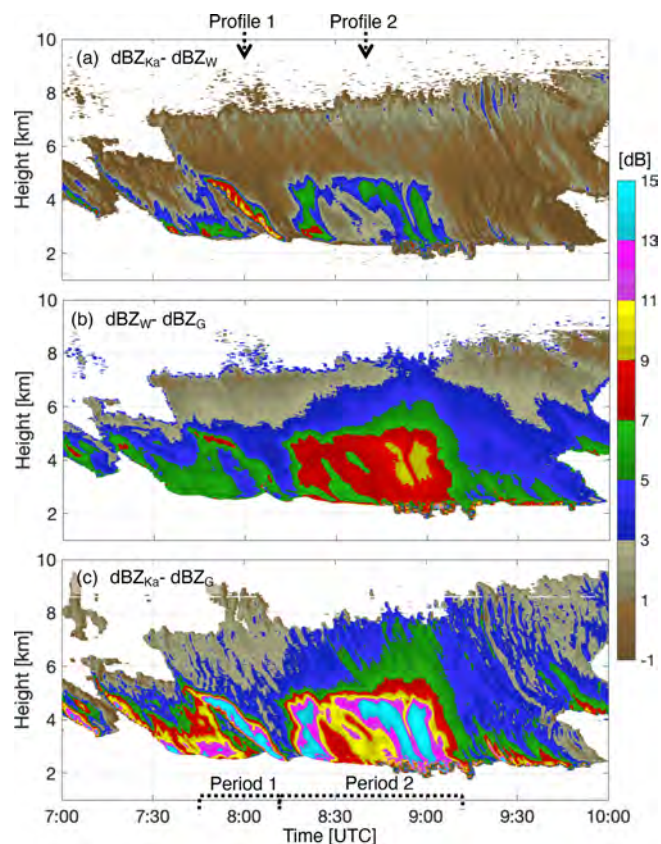 Profile 1 Profile 2
10
(a) dBZKa- dBZW
8
6
4
2
Height [km]
[dB]
15
13
11
9
7
5
3
1
-1
10
(b) dBZW- dBZG
8
6
4
2
Height [km]
10
(c) dBZKa- dBZG
8
6
4
2
Height [km]
Period 1 Period 2
7:00 7:30 8:00 8:30 9:00 9:30 10:00
Time [UTC]